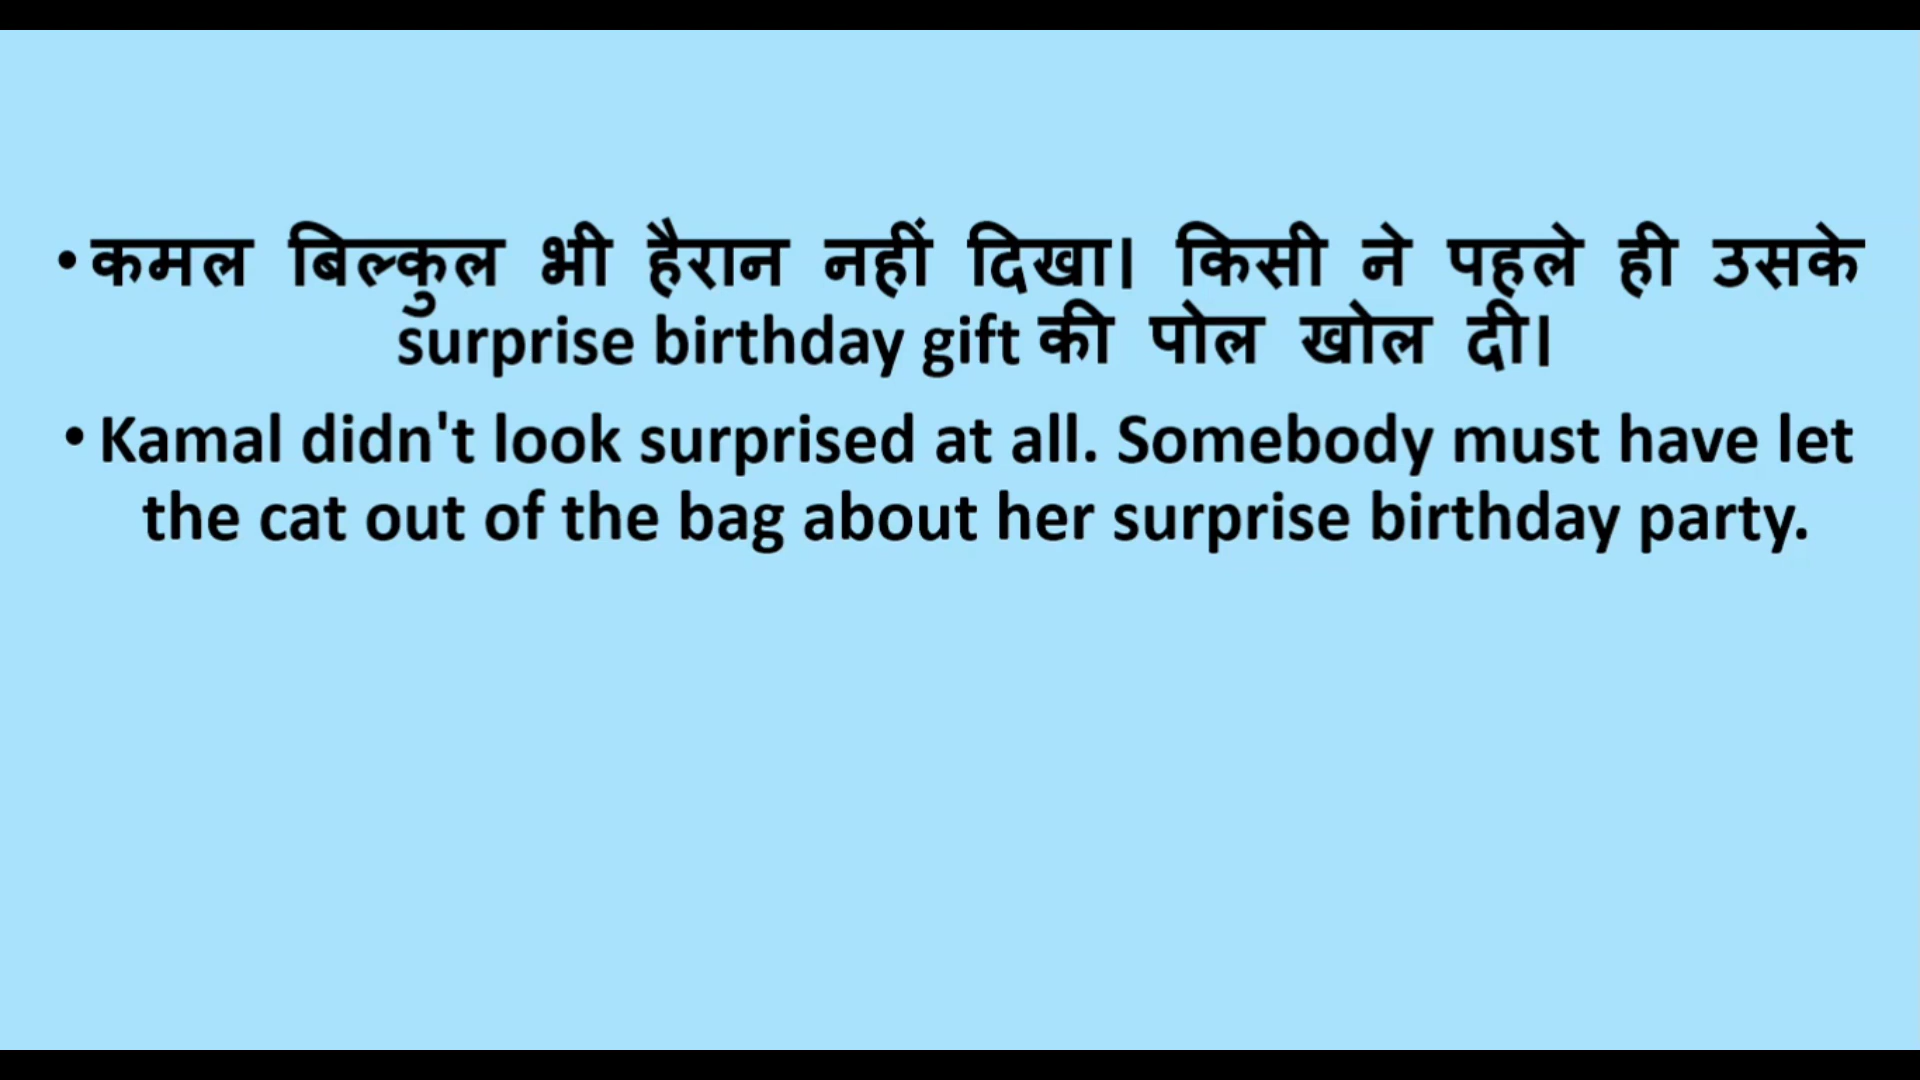 •कमल बिल्कुल भी हैरान नहीं दिखा। किसी ने पहले ही उसके
surprise birthday gift की पोल खोल दी।
• Kamal didn't look surprised at all. Somebody must have let
the cat out of the bag about her surprise birthday party.